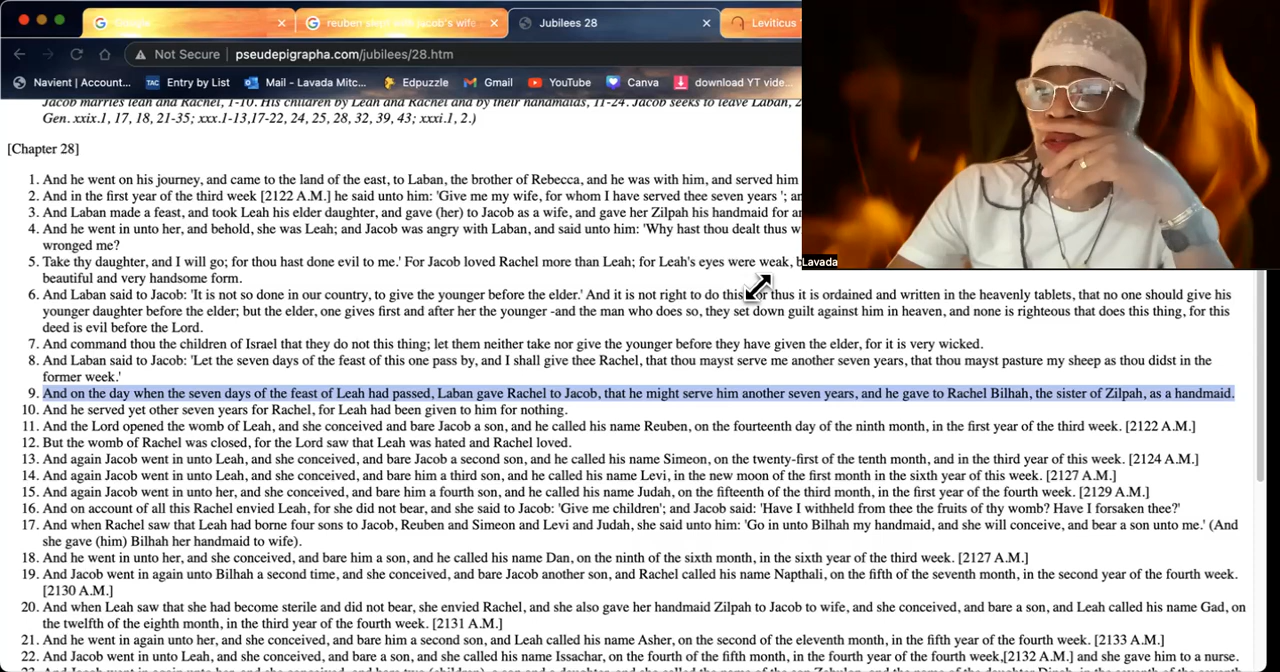 Google
reuben slept with Jacob's wife
Jubilees 28
Leviticus
Not Secure
pseudepigrapha.com/jubilees/28.htm
Navient | Account...
TAC
Entry by List
Mail - Lavada Mitc...
Edpuzzle
Gmail
YouTube
Canva
download YT vide...
Jacob marries leah and Rachel, 1-10. His children by Leah and Rachel and by their handmaids, 11-24. Jacob seeks to leave Laban, 2
Gen. xxix.1, 17, 18, 21-35; xxx.1-13,17-22, 24, 25, 28, 32, 39, 43; xxxi.1, 2.)
[Chapter 28]
1. And he went on his journey, and came to the land of the east, to Laban, the brother of Rebecca, and he was with him, and served him
2. And in the first year of the third week [2122 A.M.] he said unto him: 'Give me my wife, for whom I have served thee seven years '; an
3. And Laban made a feast, and took Leah his elder daughter, and gave (her) to Jacob as a wife, and gave her Zilpah his handmaid for an
4. And he went in unto her, and behold, she was Leah; and Jacob was angry with Laban, and said unto him: 'Why hast thou dealt thus w
wronged me?
5. Take thy daughter, and I will go; for thou hast done evil to me.' For Jacob loved Rachel more than Leah; for Leah's eyes were weak, b
beautiful and very handsome form.
6. And Laban said to Jacob: 'It is not so done in our country, to give the younger before the elder.' And it is not right to do this for thus it is ordained and written in the heavenly tablets, that no one should give his
younger daughter before the elder; but the elder, one gives first and after her the younger -and the man who does so, they set down guilt against him in heaven, and none is righteous that does this thing, for this
deed is evil before the Lord.
7. And command thou the children of Israel that they do not this thing; let them neither take nor give the younger before they have given the elder, for it is very wicked.
8. And Laban said to Jacob: 'Let the seven days of the feast of this one pass by, and I shall give thee Rachel, that thou mayst serve me another seven years, that thou mayst pasture my sheep as thou didst in the
former week.'
9. And on the day when the seven days of the feast of Leah had passed, Laban gave Rachel to Jacob, that he might serve him another seven years, and he gave to Rachel Bilhah, the sister of Zilpah, as a handmaid.
10. And he served yet other seven years for Rachel, for Leah had been given to him for nothing.
11. And the Lord opened the womb of Leah, and she conceived and bare Jacob a son, and he called his name Reuben, on the fourteenth day of the ninth month, in the first year of the third week. [2122 A.M.]
12. But the womb of Rachel was closed, for the Lord saw that Leah was hated and Rachel loved.
13. And again Jacob went in unto Leah, and she conceived, and bare Jacob a second son, and he called his name Simeon, on the twenty-first of the tenth month, and in the third year of this week. [2124 A.M.]
14. And again Jacob went in unto Leah, and she conceived, and bare him a third son, and he called his name Levi, in the new moon of the first month in the sixth year of this week. [2127 A.M.]
15. And again Jacob went in unto her, and she conceived, and bare him a fourth son, and he called his name Judah, on the fifteenth of the third month, in the first year of the fourth week. [2129 A.M.]
16. And on account of all this Rachel envied Leah, for she did not bear, and she said to Jacob: 'Give me children'; and Jacob said: 'Have I withheld from thee the fruits of thy womb? Have I forsaken thee?'
17. And when Rachel saw that Leah had borne four sons to Jacob, Reuben and Simeon and Levi and Judah, she said unto him: 'Go in unto Bilhah my handmaid, and she will conceive, and bear a son unto me.' (And
she gave (him) Bilhah her handmaid to wife).
18. And he went in unto her, and she conceived, and bare him a son, and he called his name Dan, on the ninth of the sixth month, in the sixth year of the third week. [2127 A.M.]
19. And Jacob went in again unto Bilhah a second time, and she conceived, and bare Jacob another son, and Rachel called his name Napthali, on the fifth of the seventh month, in the second year of the fourth week.
[2130 A.M.]
20. And when Leah saw that she had become sterile and did not bear, she envied Rachel, and she also gave her handmaid Zilpah to Jacob to wife, and she conceived, and bare a son, and Leah called his name Gad, on
the twelfth of the eighth month, in the third year of the fourth week. [2131 A.M.]
21. And he went in again unto her, and she conceived, and bare him a second son, and Leah called his name Asher, on the second of the eleventh month, in the fifth year of the fourth week. [2133 A.M.]
22. And Jacob went in unto Leah, and she conceived, and bare a son, and she called his name Issachar, on the fourth of the fifth month, in the fourth year of the fourth week,[2132 A.M.] and she gave him to a nurse.
Lavada